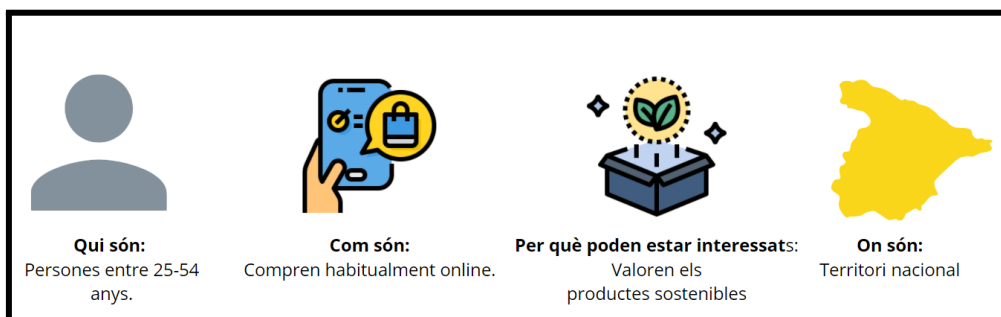 Qui són:
Persones entre 25-54
anys.
Com són:
Compren habitualment online.
Per què poden estar interessats:
Valoren els
productes sostenibles
On són:
Territori nacional